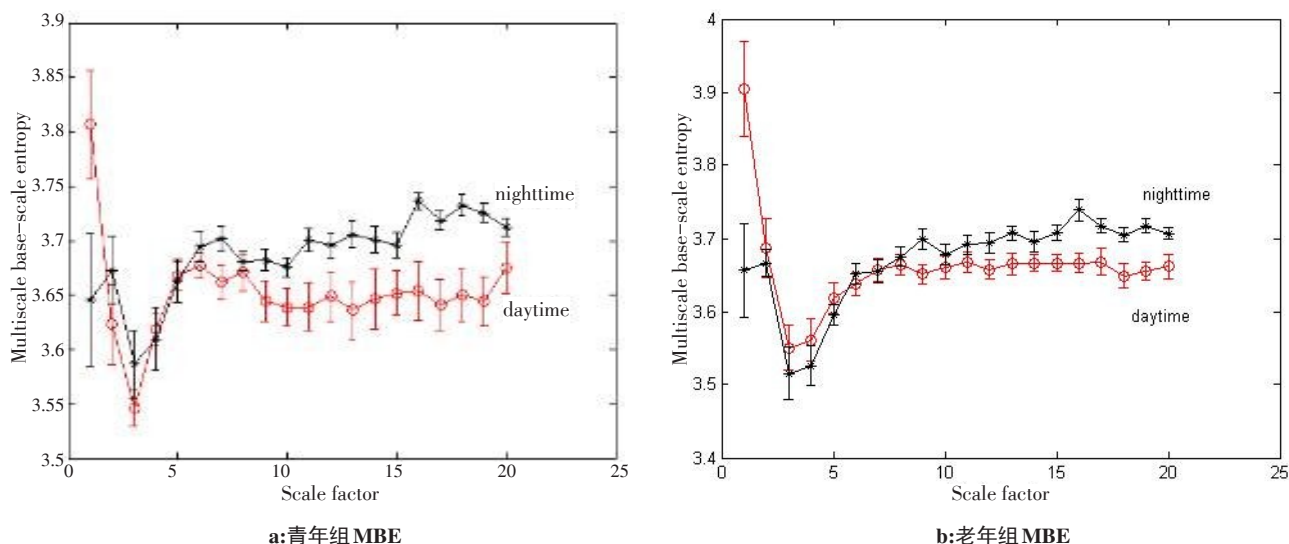 3.9
3.85
3.8
3.75
3.7
3.65
3.6
3.55
3.5
0 5 10 15 20 25
Multiscale base-scale entropy
Scale factor
nighttime
daytime
a:青年组MBE
4
3.9
3.8
3.7
3.6
3.5
3.4
0 5 10 15 20 25
Multiscale base-scale entropy
Scale factor
nighttime
daytime
b:老年组MBE